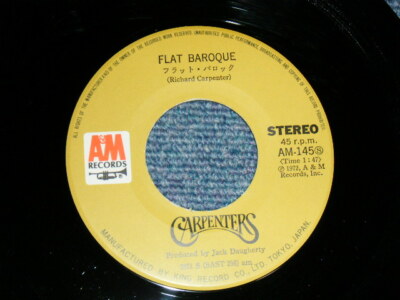 FLAT BAROQUE
フラット・バロック
(Richard Carpenter)
STEREO
45 r.p.m.
AM-145Ⓑ
(Time 1:47)
Ⓟ 1972, A & M
Records, Inc.
A&M
RECORDS
CARPENTERS
Produced by Jack Daugherty
MANUFACTURED BY KING RECORD CO. LTD. TOKYO, JAPAN.